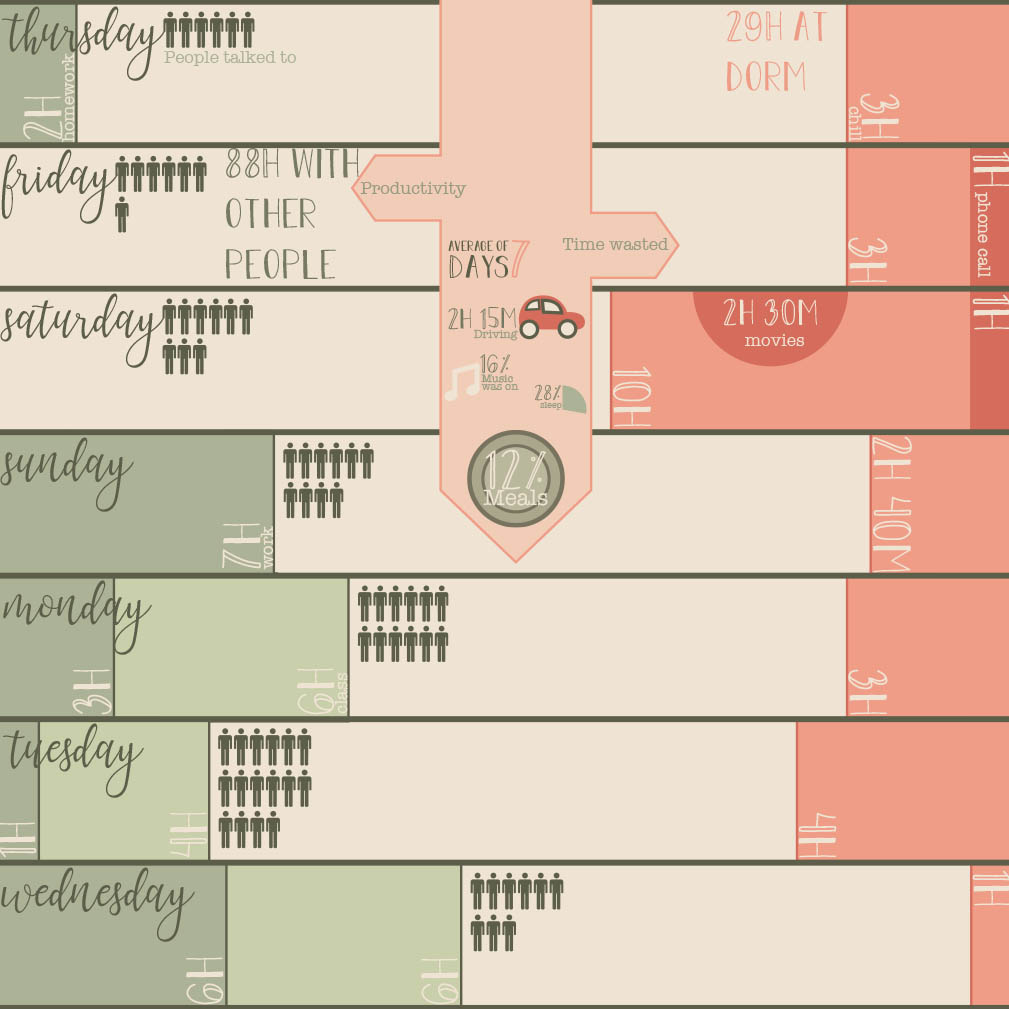 thursday
People talked to
2H
homework
29H AT
DORM
3H
chill
friday
88H WITH
OTHER
PEOPLE
Productivity
Time wasted
3H
1H
phone call
AVERAGE OF
7
DAYS
2H 15M
Driving
16%
Music
was on
28%
sleep
12%
Meals
saturday
10H
2H 30M
movies
1H
sunday
7H
work
2H 40M
monday
3H
6H
class
3H
tuesday
1H
4H
4H
wednesday
6H
6H
1H